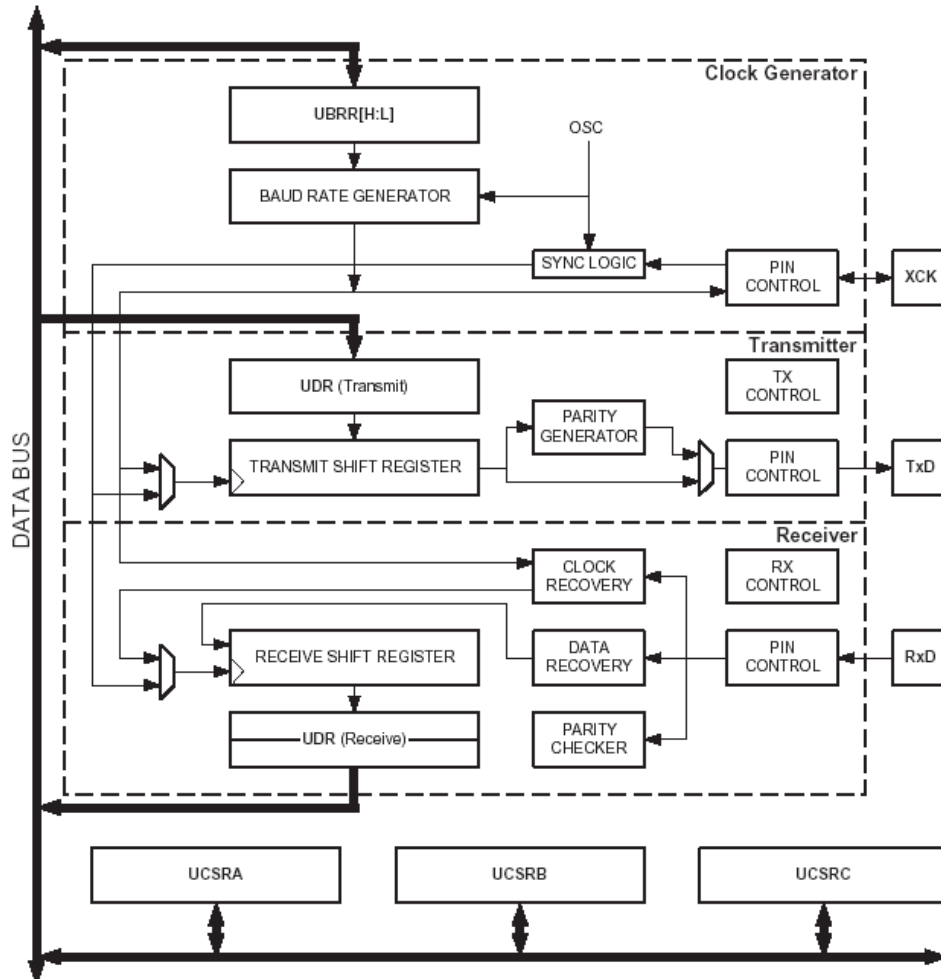 Clock Generator
UBRR[H:L]
OSC
BAUD RATE GENERATOR
SYNC LOGIC
PIN
CONTROL
XCK
Transmitter
UDR (Transmit)
TX
CONTROL
PARITY
GENERATOR
TRANSMIT SHIFT REGISTER
PIN
CONTROL
TxD
DATA BUS
Receiver
CLOCK
RECOVERY
RX
CONTROL
RECEIVE SHIFT REGISTER
DATA
RECOVERY
PIN
CONTROL
RxD
UDR (Receive)
PARITY
CHECKER
UCSRA
UCSRB
UCSRC